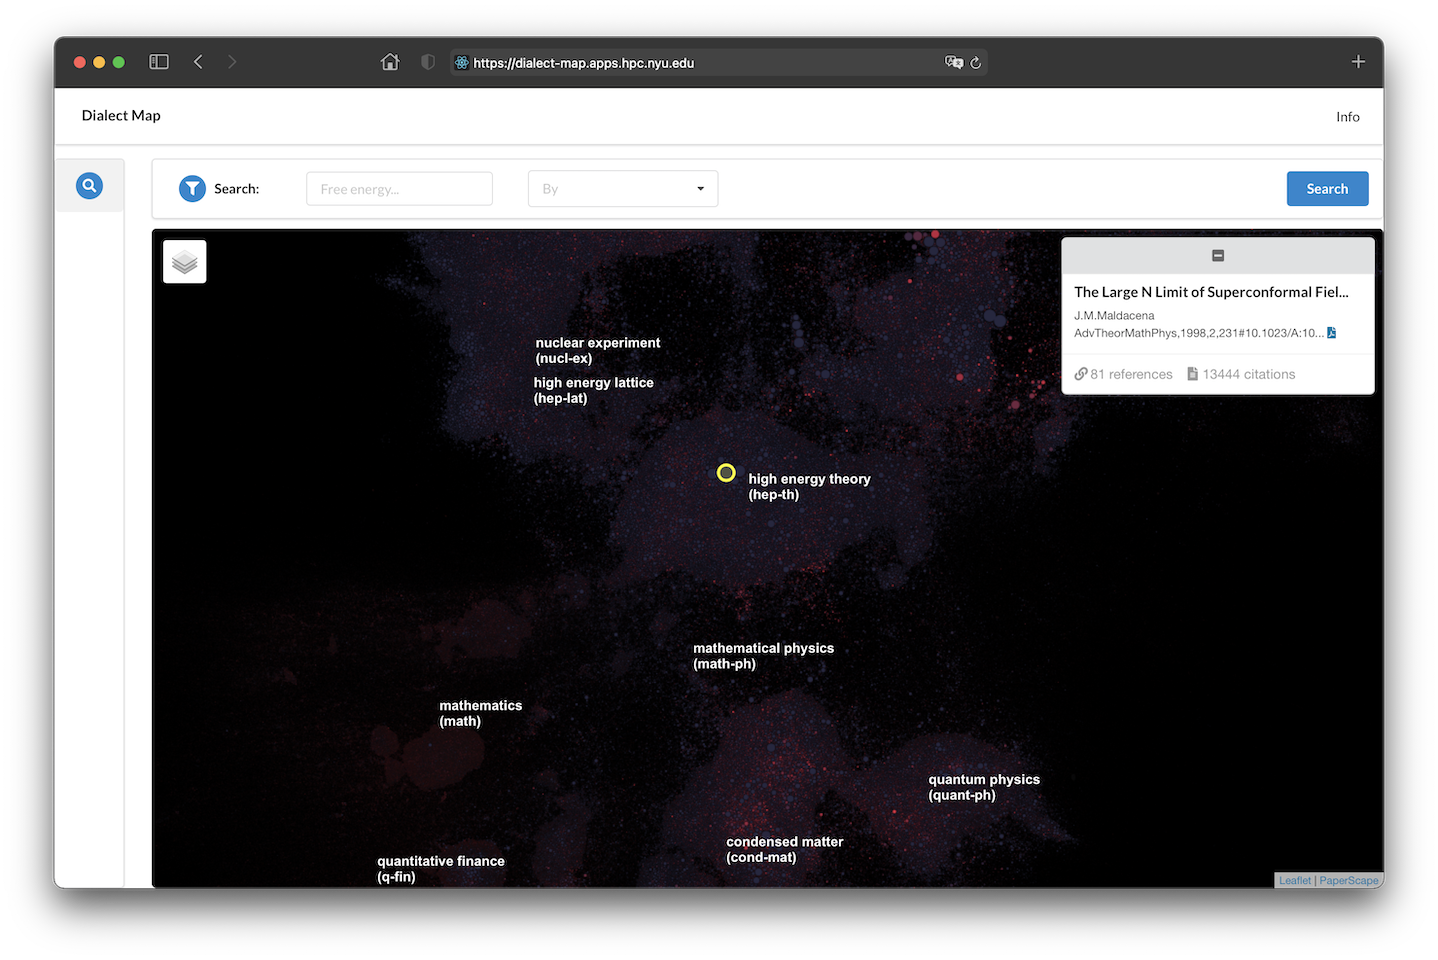 https://dialect-map.apps.hpc.nyu.edu
Dialect Map
Info
Search:
Free energy...
By
Search
The Large N Limit of Superconformal Fiel...
J.M.Maldacena
AdvTheorMathPhys,1998,2,231#10.1023/A:10...
81 references
13444 citations
nuclear experiment
(nucl-ex)
high energy lattice
(hep-lat)
high energy theory
(hep-th)
mathematical physics
(math-ph)
mathematics
(math)
quantum physics
(quant-ph)
condensed matter
(cond-mat)
quantitative finance
(q-fin)
Leaflet | PaperScape